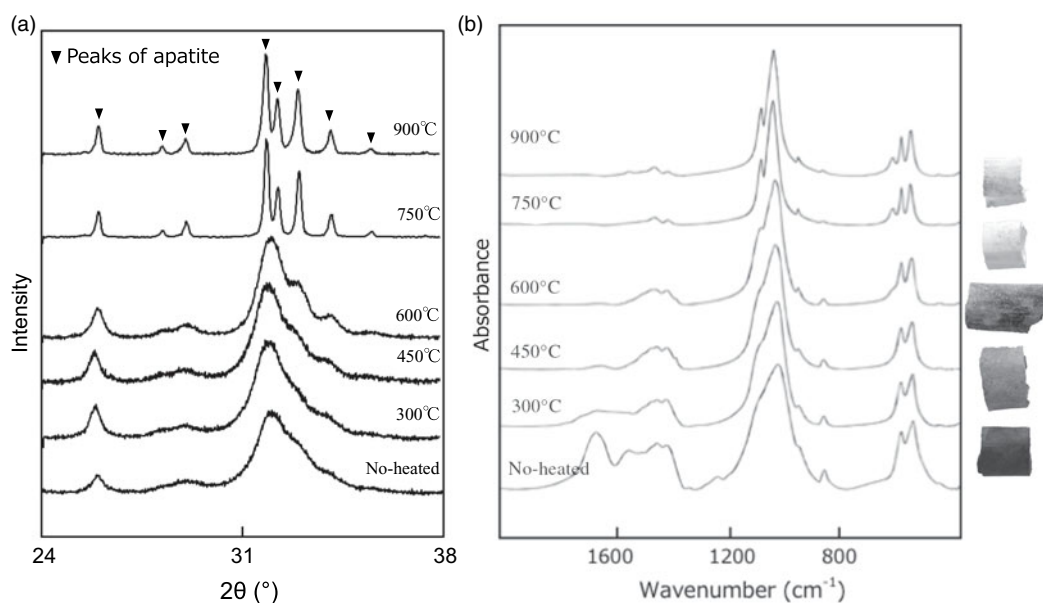 (a)
▼ Peaks of apatite
900℃
750℃
600℃
450℃
300℃
No-heated
Intensity
24 31 38
2θ (°)
(b)
900°C
750°C
600°C
450°C
300°C
No-heated
Absorbance
1600 1200 800
Wavenumber (cm⁻¹)